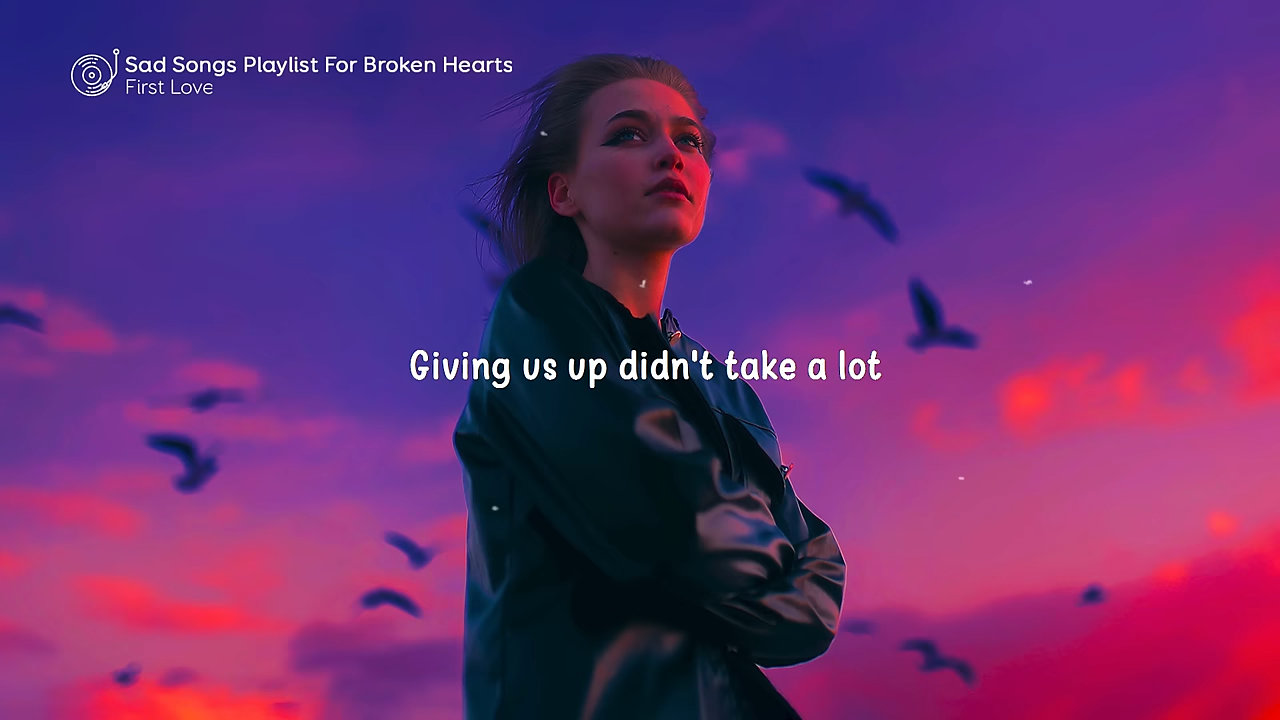 Sad Songs Playlist For Broken Hearts
First Love
Giving us up didn't take a lot